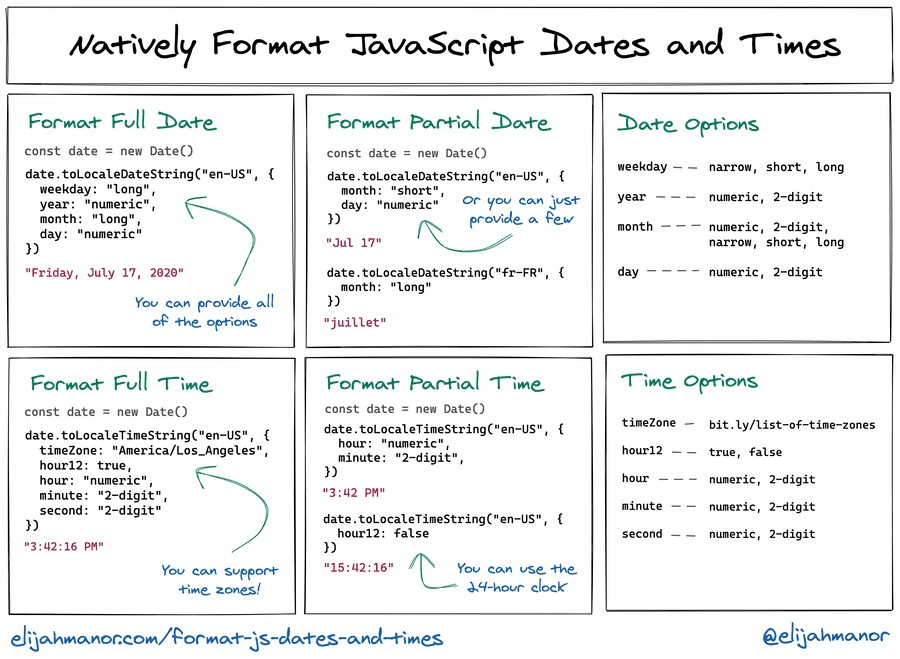 Natively Format JavaScript Dates and Times
Format Full Date
const date = new Date()
date.toLocaleDateString("en-US", {
  weekday: "long",
  year: "numeric",
  month: "long",
  day: "numeric"
})
"Friday, July 17, 2020"
You can provide all
of the options
Format Partial Date
const date = new Date()
date.toLocaleDateString("en-US", {
  month: "short",
  day: "numeric"
})
Or you can just
provide a few
"Jul 17"
date.toLocaleDateString("fr-FR", {
  month: "long"
})
"juillet"
Date Options
weekday -- narrow, short, long
year --- numeric, 2-digit
month --- numeric, 2-digit,
narrow, short, long
day ---- numeric, 2-digit
Format Full Time
const date = new Date()
date.toLocaleTimeString("en-US", {
  timeZone: "America/Los_Angeles",
  hour12: true,
  hour: "numeric",
  minute: "2-digit",
  second: "2-digit"
})
"3:42:16 PM"
You can support
time zones!
Format Partial Time
const date = new Date()
date.toLocaleTimeString("en-US", {
  hour: "numeric",
  minute: "2-digit",
})
"3:42 PM"
date.toLocaleTimeString("en-US", {
  hour12: false
})
"15:42:16"
You can use the
24-hour clock
Time Options
timeZone - bit.ly/list-of-time-zones
hour12 -- true, false
hour --- numeric, 2-digit
minute -- numeric, 2-digit
second -- numeric, 2-digit
elijahmanor.com/format-js-dates-and-times
@elijahmanor